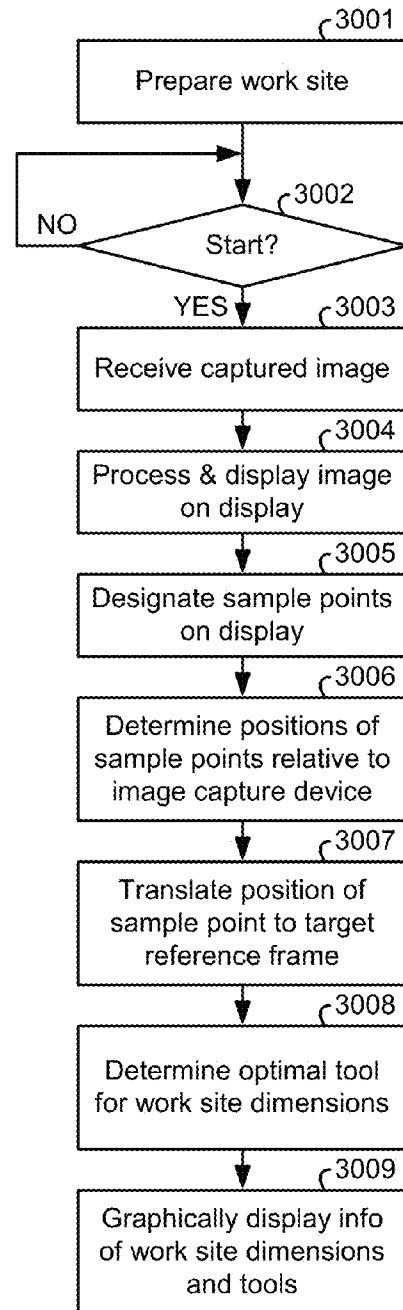 3001
Prepare work site
3002
Start?
NO
YES
3003
Receive captured image
3004
Process & display image
on display
3005
Designate sample points
on display
3006
Determine positions of
sample points relative to
image capture device
3007
Translate position of
sample point to target
reference frame
3008
Determine optimal tool
for work site dimensions
3009
Graphically display info
of work site dimensions
and tools